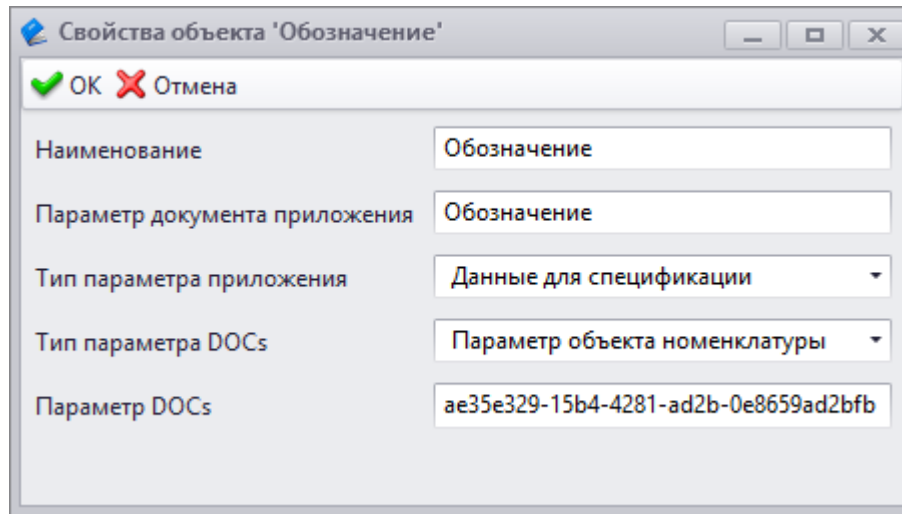 Свойства объекта 'Обозначение'
ОК Отмена
Наименование Обозначение
Параметр документа приложения Обозначение
Тип параметра приложения Данные для спецификации
Тип параметра DOCs Параметр объекта номенклатуры
Параметр DOCs ae35e329-15b4-4281-ad2b-0e8659ad2bfb